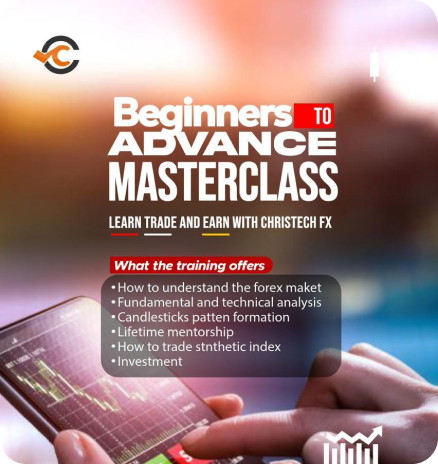 Beginners TO
ADVANCE
MASTERCLASS
LEARN TRADE AND EARN WITH CHRISTECH FX
What the training offers
• How to understand the forex maket
• Fundamental and technical analysis
• Candlesticks patten formation
• Lifetime mentorship
• How to trade stnthetic index
• Investment